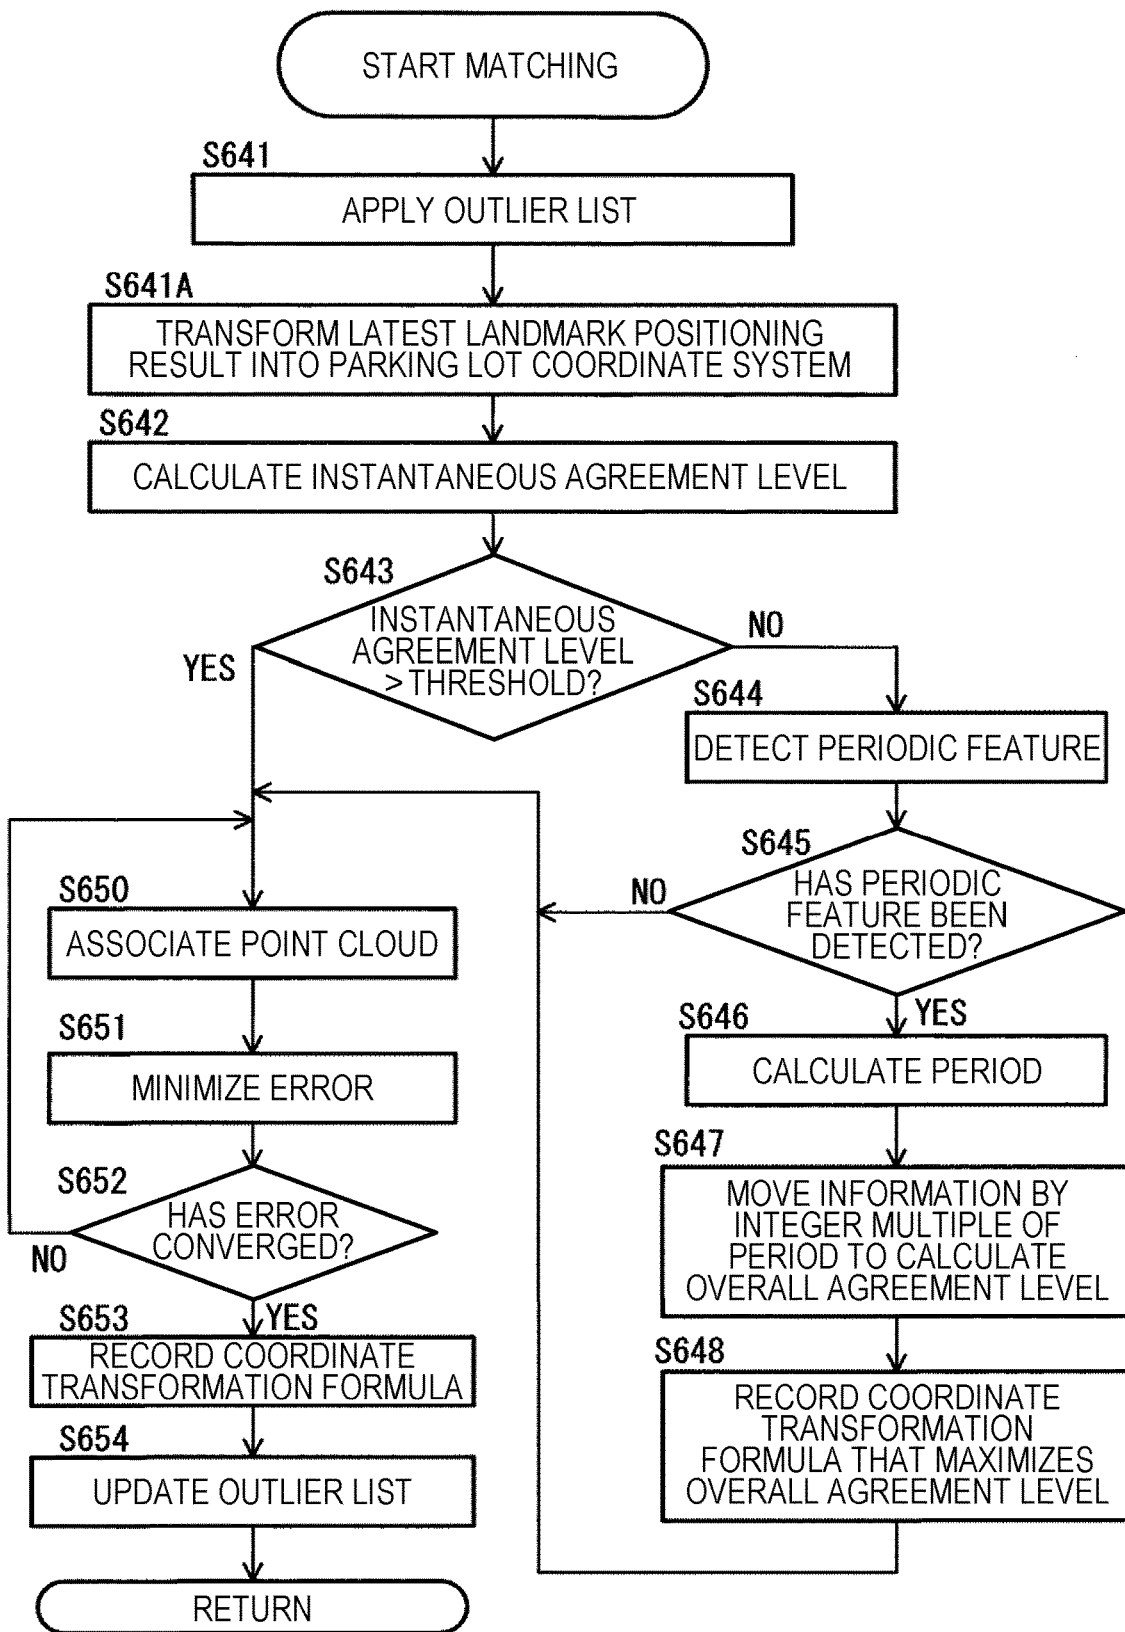 START MATCHING
S641
APPLY OUTLIER LIST
S641A
TRANSFORM LATEST LANDMARK POSITIONING
RESULT INTO PARKING LOT COORDINATE SYSTEM
S642
CALCULATE INSTANTANEOUS AGREEMENT LEVEL
S643
INSTANTANEOUS
AGREEMENT LEVEL
> THRESHOLD?
YES
NO
S644
DETECT PERIODIC FEATURE
S645
HAS PERIODIC
FEATURE BEEN
DETECTED?
NO
YES
S646
CALCULATE PERIOD
S647
MOVE INFORMATION BY
INTEGER MULTIPLE OF
PERIOD TO CALCULATE
OVERALL AGREEMENT LEVEL
S648
RECORD COORDINATE
TRANSFORMATION
FORMULA THAT MAXIMIZES
OVERALL AGREEMENT LEVEL
S650
ASSOCIATE POINT CLOUD
S651
MINIMIZE ERROR
S652
HAS ERROR
CONVERGED?
NO
YES
S653
RECORD COORDINATE
TRANSFORMATION FORMULA
S654
UPDATE OUTLIER LIST
RETURN